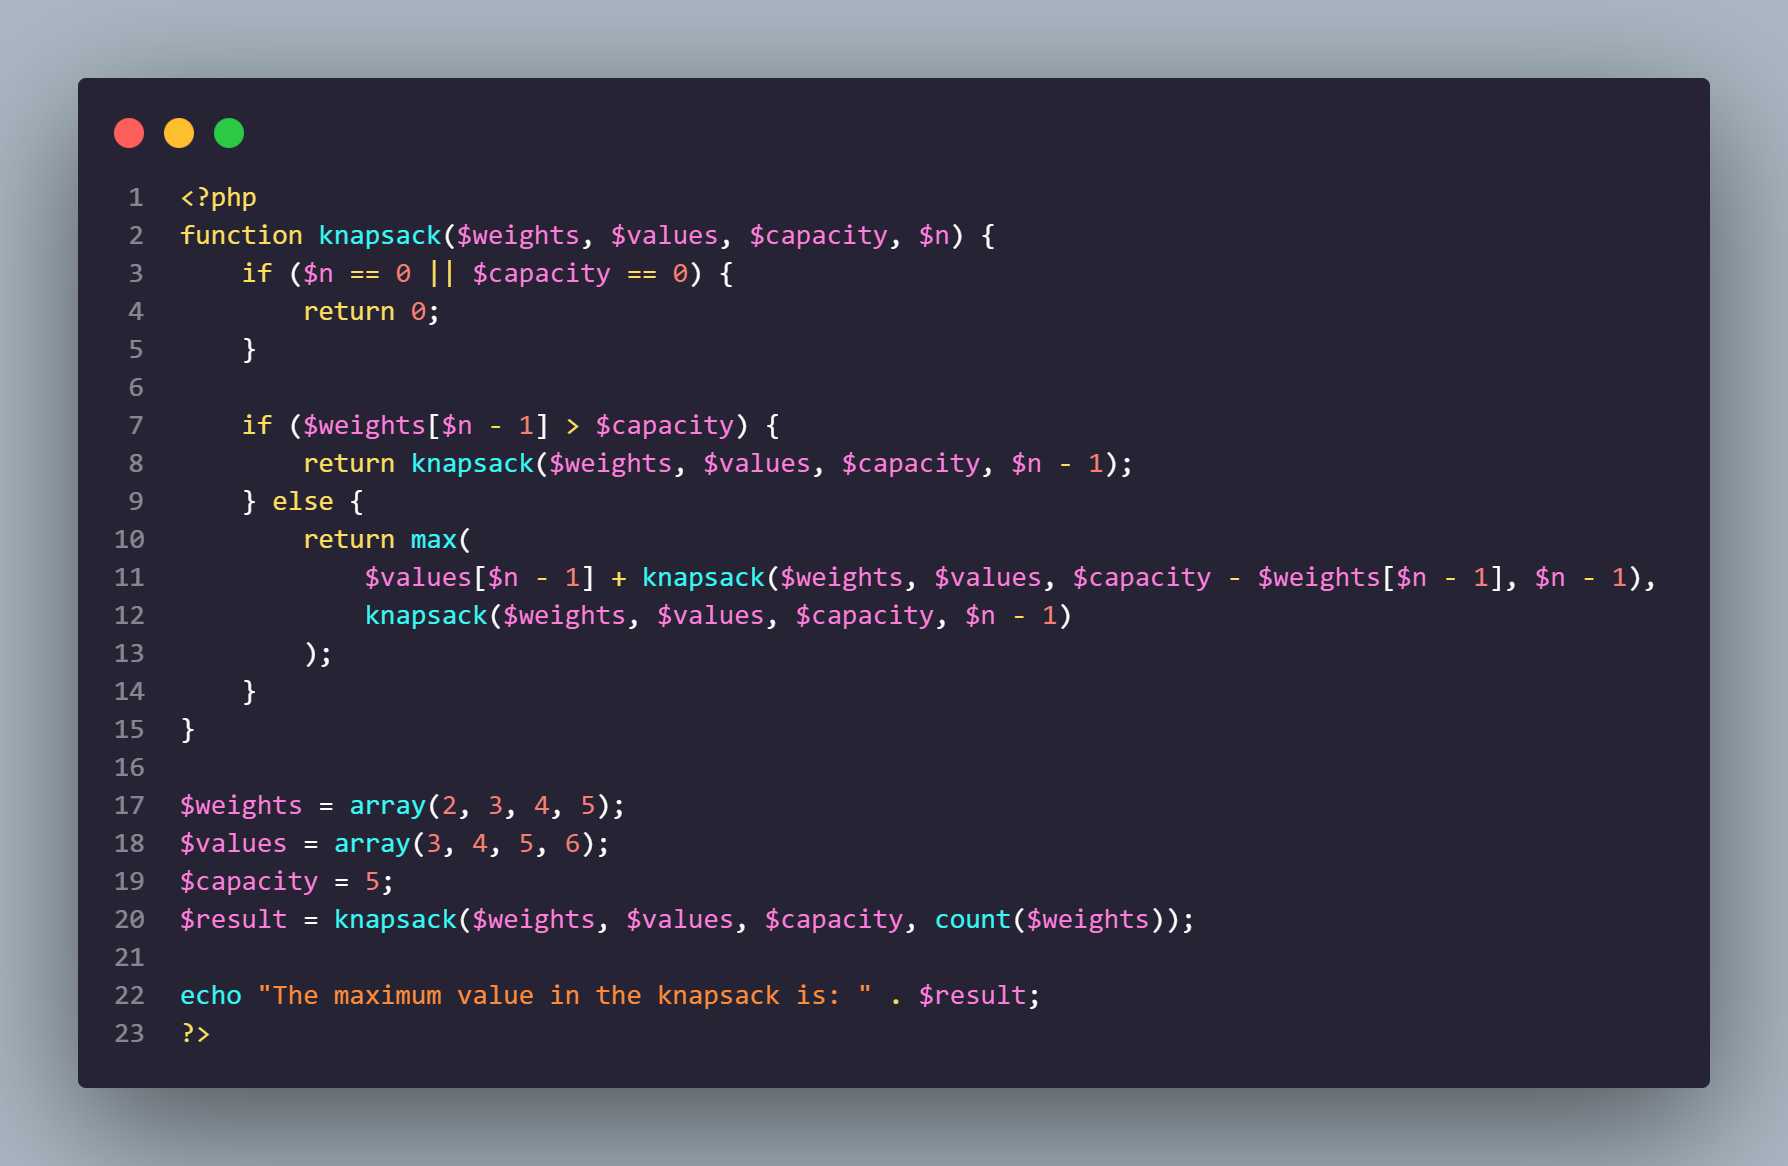 1 <?php
2 function knapsack($weights, $values, $capacity, $n) {
3     if ($n == 0 || $capacity == 0) {
4         return 0;
5     }
6
7     if ($weights[$n - 1] > $capacity) {
8         return knapsack($weights, $values, $capacity, $n - 1);
9     } else {
10         return max(
11             $values[$n - 1] + knapsack($weights, $values, $capacity - $weights[$n - 1], $n - 1),
12             knapsack($weights, $values, $capacity, $n - 1)
13         );
14     }
15 }
16
17 $weights = array(2, 3, 4, 5);
18 $values = array(3, 4, 5, 6);
19 $capacity = 5;
20 $result = knapsack($weights, $values, $capacity, count($weights));
21
22 echo "The maximum value in the knapsack is: " . $result;
23 ?>